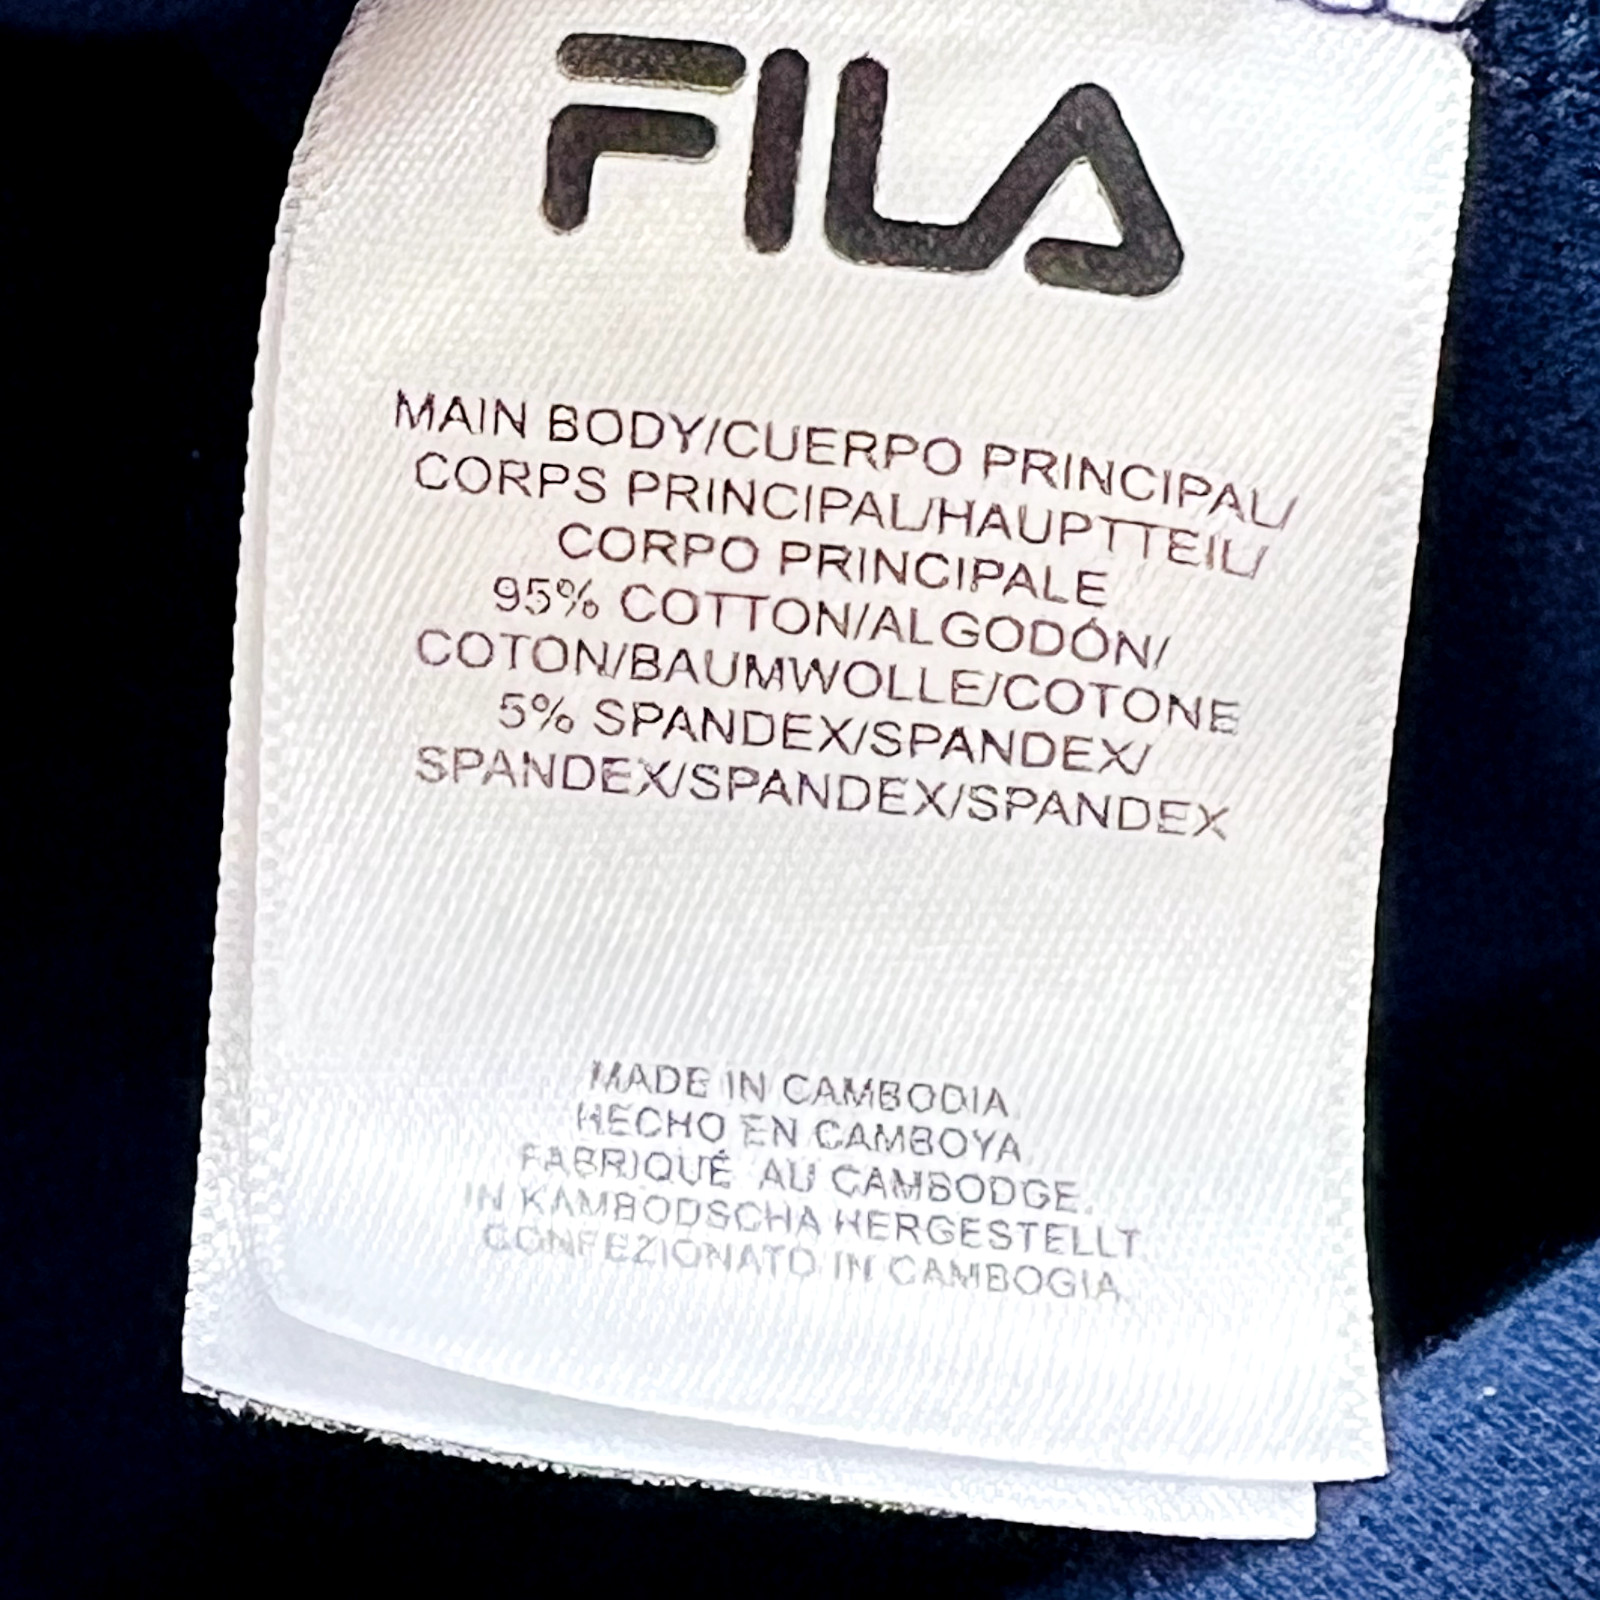 FILA
MAIN BODY/CUERPO PRINCIPAL/
CORPS PRINCIPAL/HAUPTTEIL/
CORPO PRINCIPALE
95% COTTON/ALGODÓN/
COTON/BAUMWOLLE/COTONE
5% SPANDEX/SPANDEX/
SPANDEX/SPANDEX/SPANDEX
MADE IN CAMBODIA.
HECHO EN CAMBOYA.
FABRIQUÉ AU CAMBODGE.
IN KAMBODSCHA HERGESTELLT.
CONFEZIONATO IN CAMBOGIA.